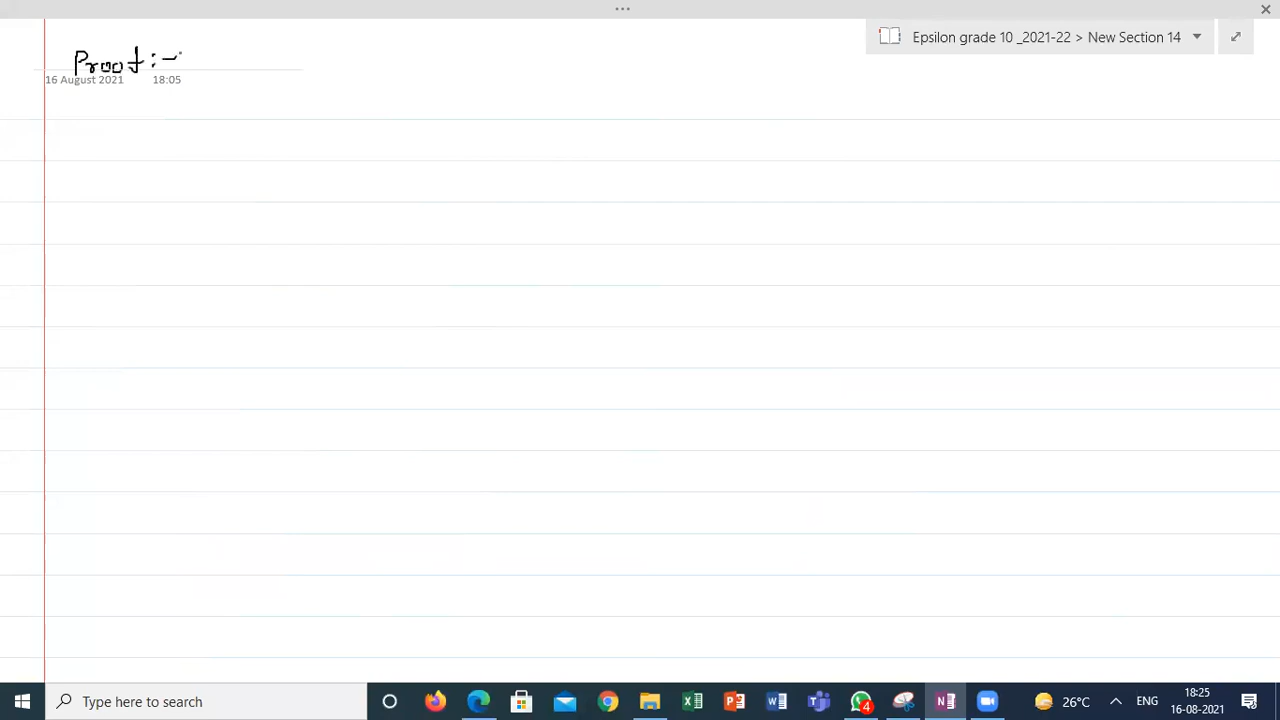 Epsilon grade 10 _2021-22 > New Section 14
Proof :-
16 August 2021 18:05
Type here to search
4
26°C
ENG
18:25
16-08-2021